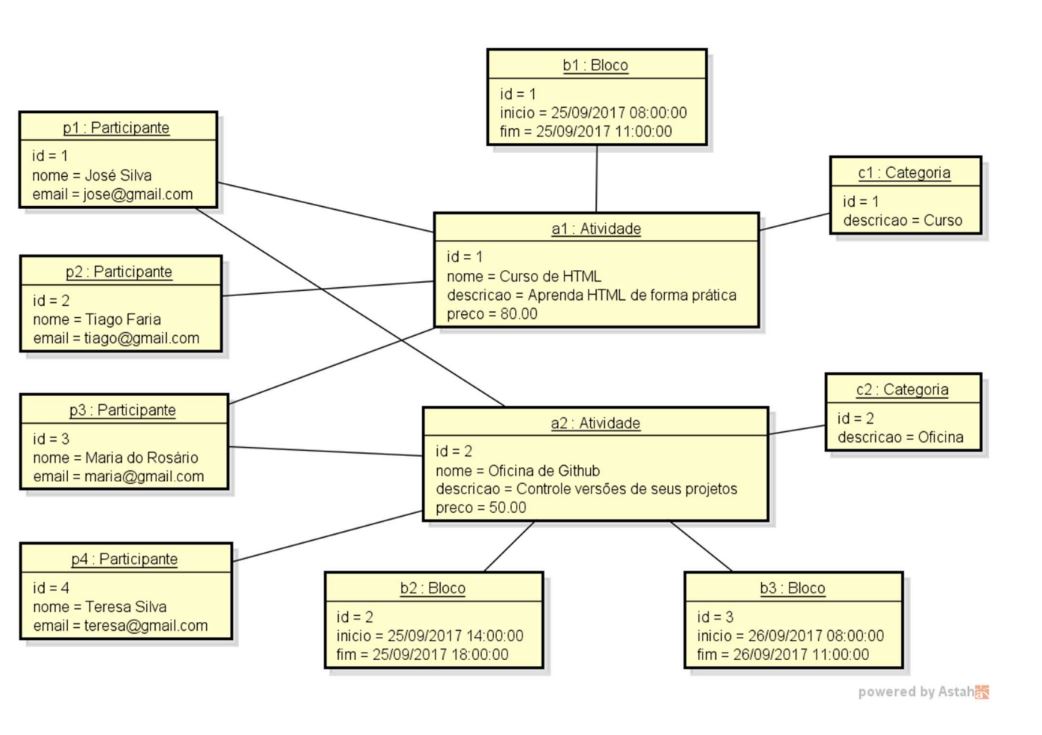 b1 : Bloco
id = 1
inicio = 25/09/2017 08:00:00
fim = 25/09/2017 11:00:00
p1 : Participante
id = 1
nome = José Silva
email = jose@gmail.com
c1 : Categoria
id = 1
descricao = Curso
a1 : Atividade
id = 1
nome = Curso de HTML
descricao = Aprenda HTML de forma prática
preco = 80.00
p2 : Participante
id = 2
nome = Tiago Faria
email = tiago@gmail.com
p3 : Participante
id = 3
nome = Maria do Rosário
email = maria@gmail.com
c2 : Categoria
id = 2
descricao = Oficina
a2 : Atividade
id = 2
nome = Oficina de Github
descricao = Controle versões de seus projetos
preco = 50.00
p4 : Participante
id = 4
nome = Teresa Silva
email = teresa@gmail.com
b2 : Bloco
id = 2
inicio = 25/09/2017 14:00:00
fim = 25/09/2017 18:00:00
b3 : Bloco
id = 3
inicio = 26/09/2017 08:00:00
fim = 26/09/2017 11:00:00
powered by Astah